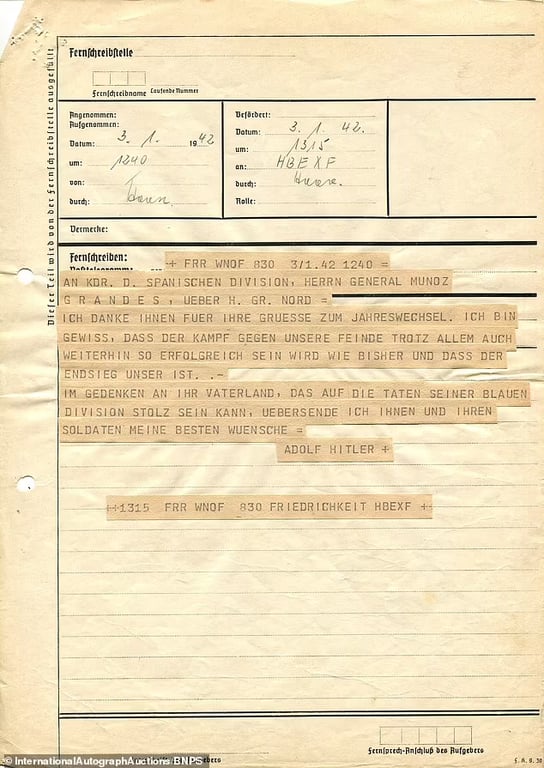 Fernschreibstelle
Fernschreibname
Laufende Nummer
Dieser Teil wird von der Fernschreibstelle ausgefüllt
Angenommen:
Aufgenommen:
Datum: 3. 1. 1942
um: 1240
von:
durch:
Befördert:
Datum: 3. 1. 42.
um: 1315
an: HBEXF
durch:
Rolle:
Vermerke:
Fernschreiben:
Posttelegramm:
+ FRR WNOF 830 3/1.42 1240 =
AN KDR. D. SPANISCHEN DIVISION, HERRN GENERAL MUNOZ
G R A N D E S , UEBER H. GR. NORD =
ICH DANKE IHNEN FUER IHRE GRUESSE ZUM JAHRESWECHSEL. ICH BIN
GEWISS, DASS DER KAMPF GEGEN UNSERE FEINDE TROTZ ALLEM AUCH
WEITERHIN SO ERFOLGREICH SEIN WIRD WIE BISHER UND DASS DER
ENDSIEG UNSER IST. .-
IM GEDENKEN AN IHR VATERLAND, DAS AUF DIE TATEN SEINER BLAUEN
DIVISION STOLZ SEIN KANN, UEBERSENDE ICH IHNEN UND IHREN
SOLDATEN MEINE BESTEN WUENSCHE =
ADOLF HITLER +
++1315 FRR WNOF 830 FRIEDRICHKEIT HBEXF ++
Fernsprech-Anschluß des Aufgebers
© InternationalAutographAuctions BNPS